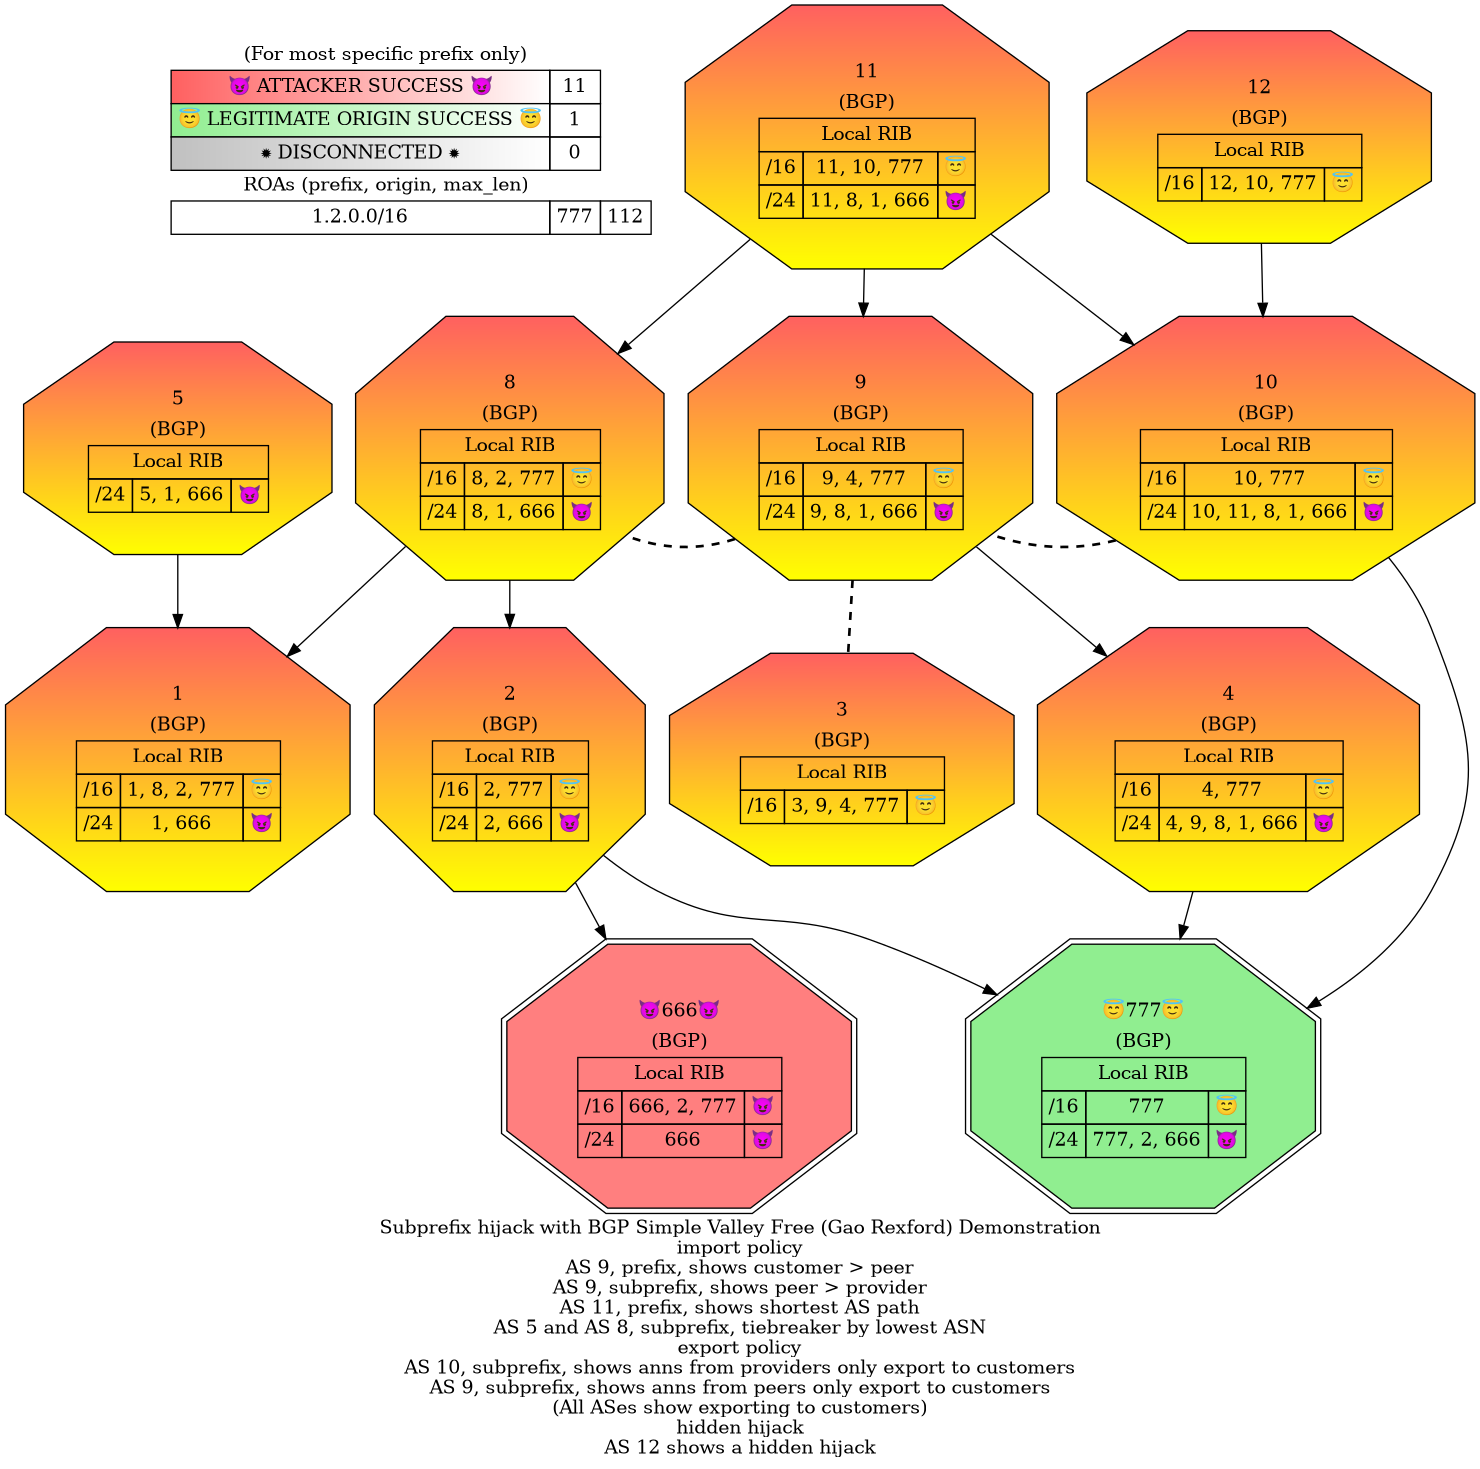 (For most specific prefix only)
😈 ATTACKER SUCCESS 😈 11
😇 LEGITIMATE ORIGIN SUCCESS 😇 1
✹ DISCONNECTED ✹ 0
ROAs (prefix, origin, max_len)
1.2.0.0/16 777 112
11
(BGP)
Local RIB
/16 11, 10, 777 😇
/24 11, 8, 1, 666 😈
12
(BGP)
Local RIB
/16 12, 10, 777 😇
5
(BGP)
Local RIB
/24 5, 1, 666 😈
8
(BGP)
Local RIB
/16 8, 2, 777 😇
/24 8, 1, 666 😈
9
(BGP)
Local RIB
/16 9, 4, 777 😇
/24 9, 8, 1, 666 😈
10
(BGP)
Local RIB
/16 10, 777 😇
/24 10, 11, 8, 1, 666 😈
1
(BGP)
Local RIB
/16 1, 8, 2, 777 😇
/24 1, 666 😈
2
(BGP)
Local RIB
/16 2, 777 😇
/24 2, 666 😈
3
(BGP)
Local RIB
/16 3, 9, 4, 777 😇
4
(BGP)
Local RIB
/16 4, 777 😇
/24 4, 9, 8, 1, 666 😈
😈666😈
(BGP)
Local RIB
/16 666, 2, 777 😈
/24 666 😈
😇777😇
(BGP)
Local RIB
/16 777 😇
/24 777, 2, 666 😈
Subprefix hijack with BGP Simple Valley Free (Gao Rexford) Demonstration
import policy
AS 9, prefix, shows customer > peer
AS 9, subprefix, shows peer > provider
AS 11, prefix, shows shortest AS path
AS 5 and AS 8, subprefix, tiebreaker by lowest ASN
export policy
AS 10, subprefix, shows anns from providers only export to customers
AS 9, subprefix, shows anns from peers only export to customers
(All ASes show exporting to customers)
hidden hijack
AS 12 shows a hidden hijack